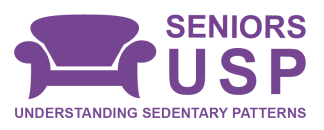 SENIORS
USP
UNDERSTANDING SEDENTARY PATTERNS